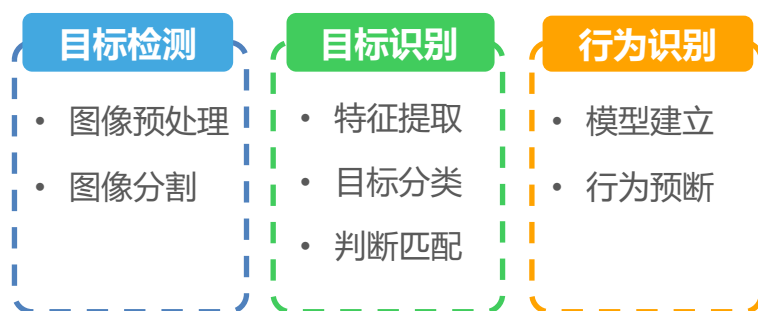 目标检测
• 图像预处理
• 图像分割
目标识别
• 特征提取
• 目标分类
• 判断匹配
行为识别
• 模型建立
• 行为预断